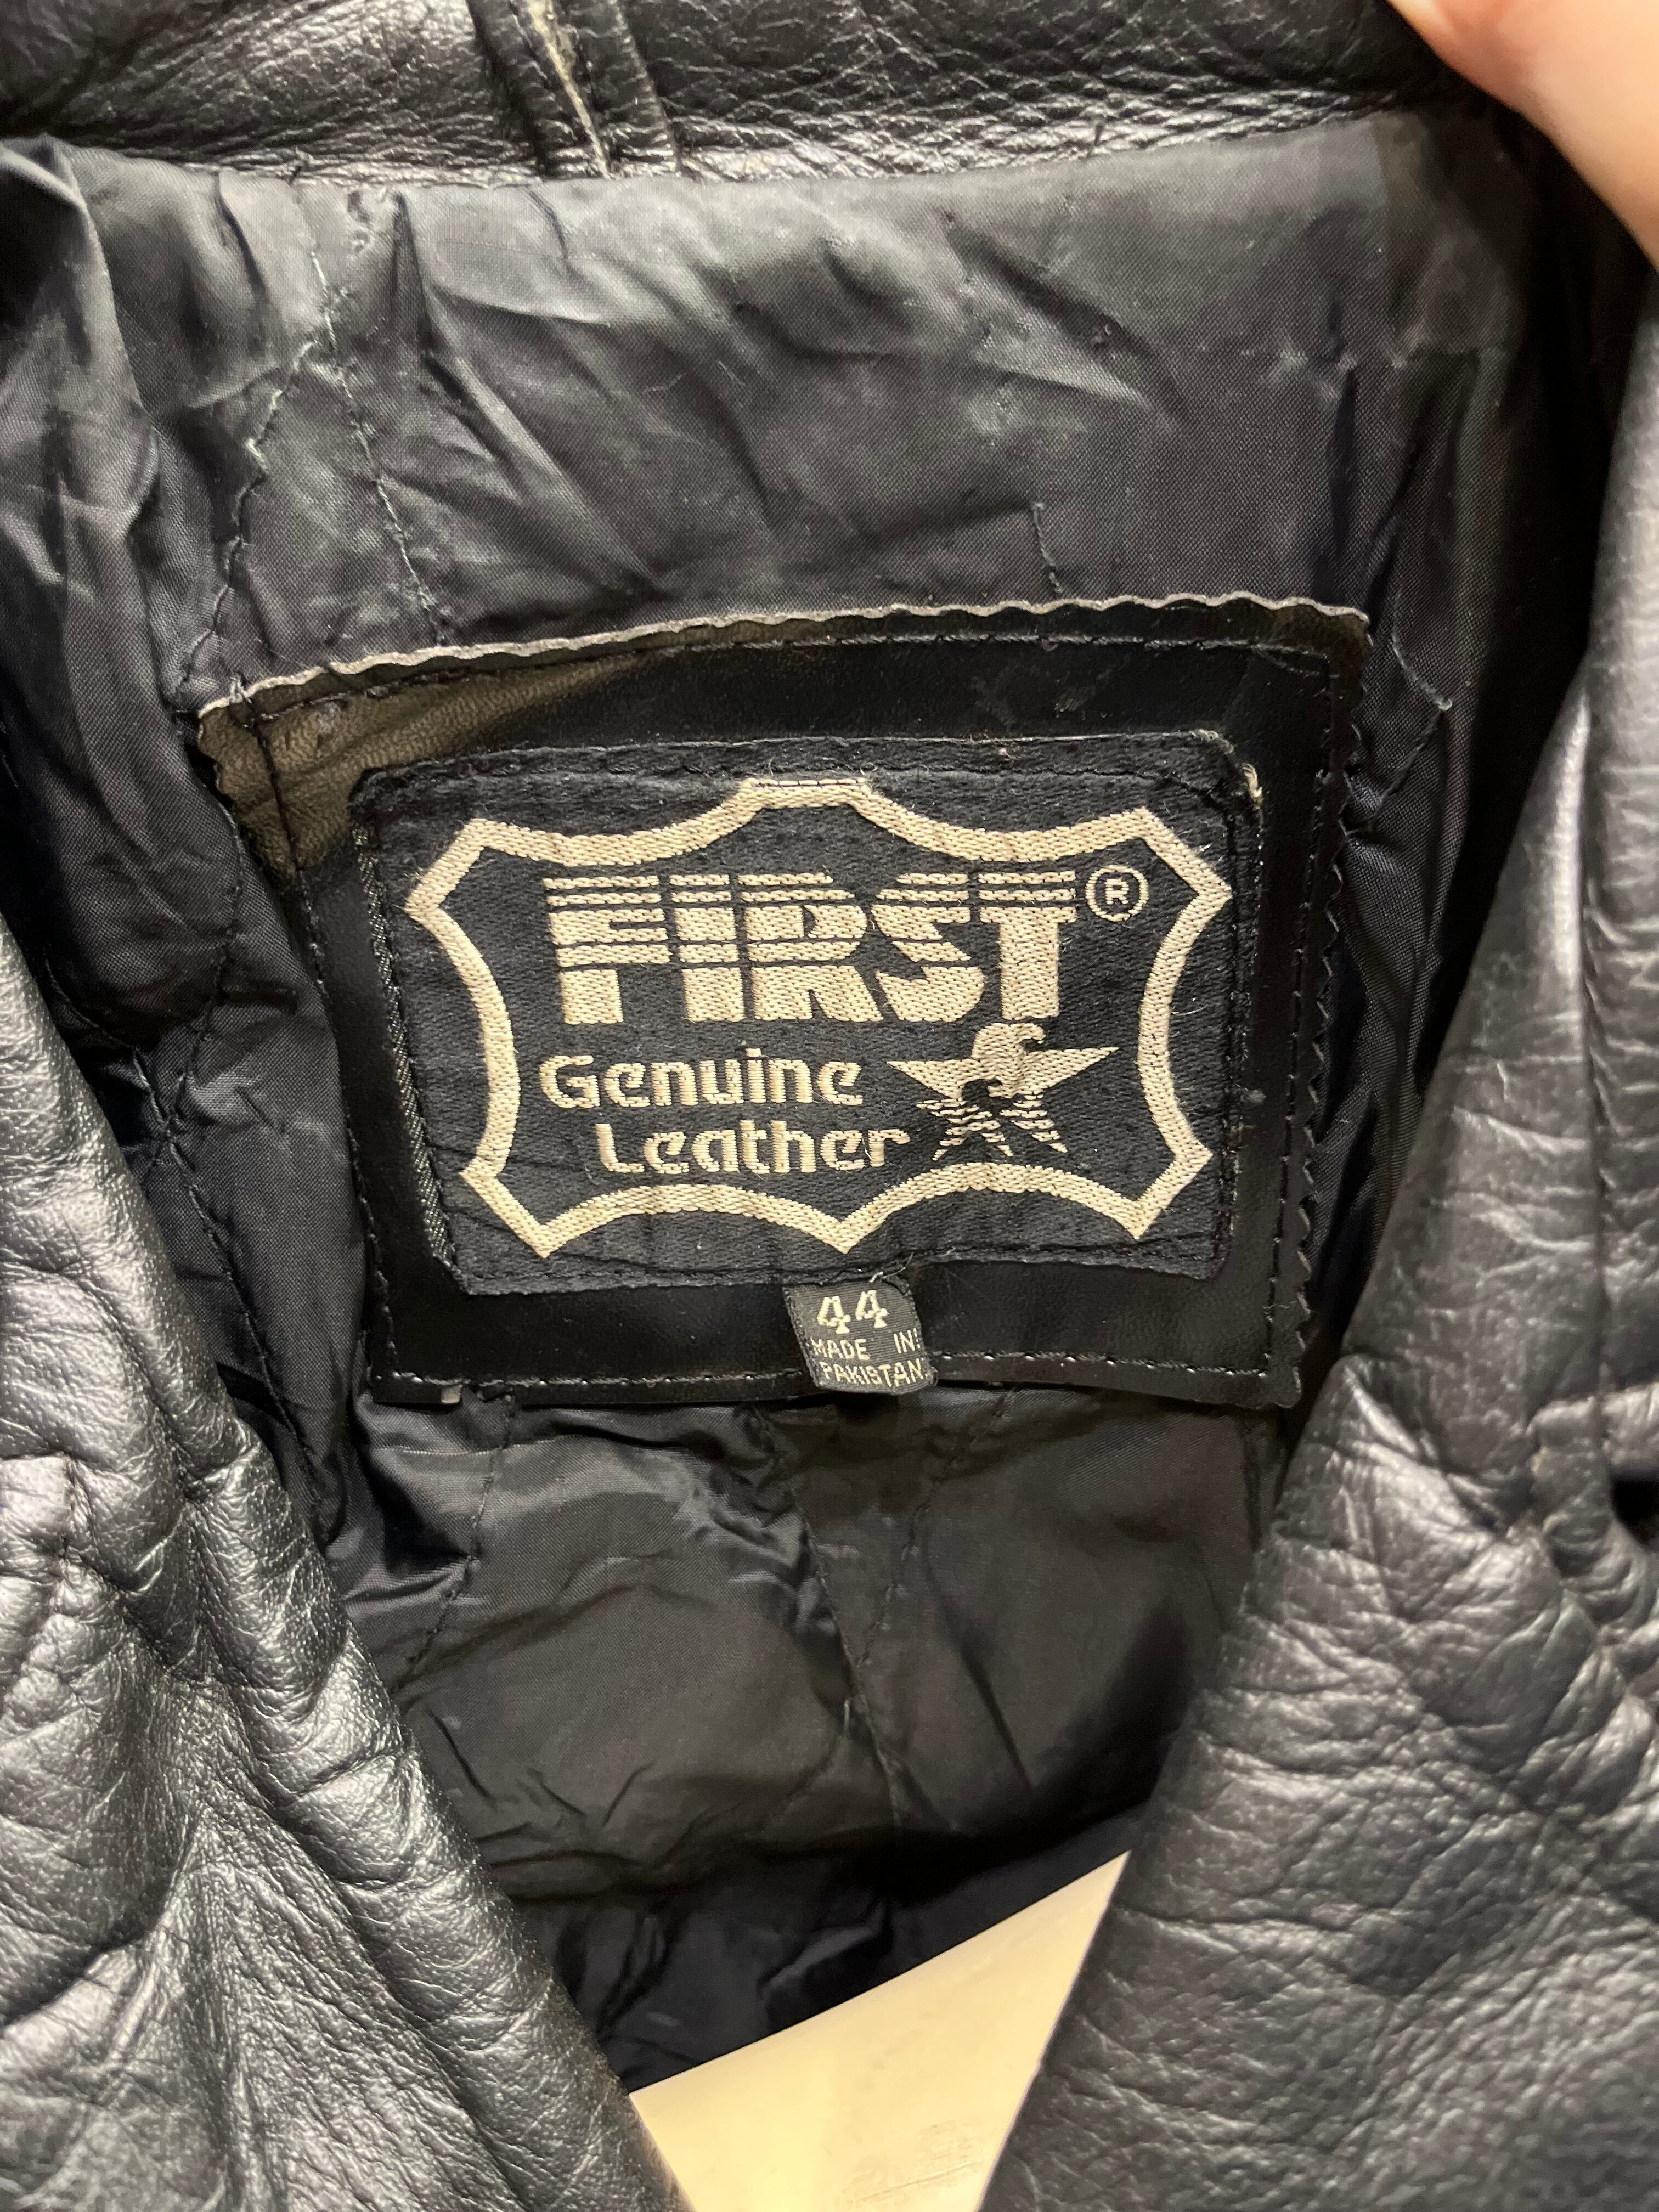 FIRST ®
Genuine
Leather
44
MADE IN
PAKISTAN